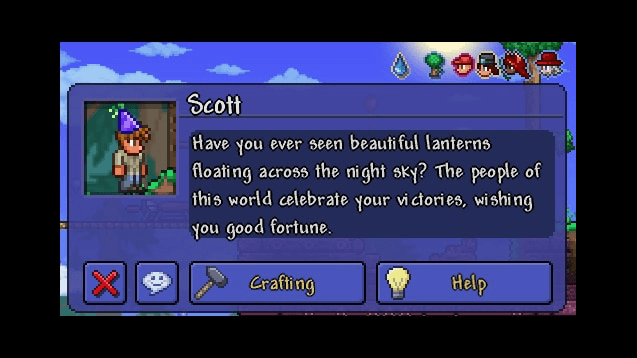 Scott
Have you ever seen beautiful lanterns
floating across the night sky? The people of
this world celebrate your victories, wishing
you good fortune.
Crafting
Help